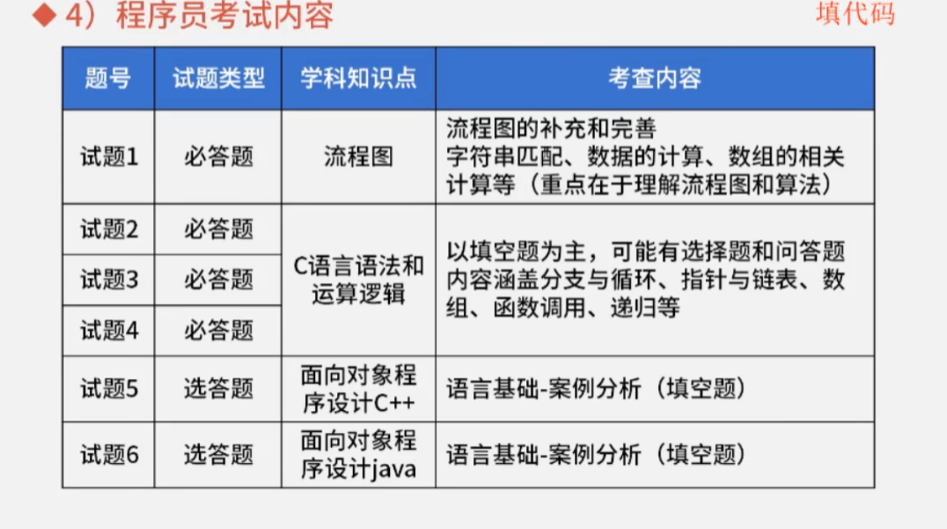 ◆ 4）程序员考试内容
填代码
题号 试题类型 学科知识点 考查内容
试题1 必答题 流程图
流程图的补充和完善
字符串匹配、数据的计算、数组的相关
计算等（重点在于理解流程图和算法）
试题2 必答题
试题3 必答题
试题4 必答题
C语言语法和
运算逻辑
以填空题为主，可能有选择题和问答题
内容涵盖分支与循环、指针与链表、数
组、函数调用、递归等
试题5 选答题
面向对象程
序设计C++
语言基础-案例分析（填空题）
试题6 选答题
面向对象程
序设计java
语言基础-案例分析（填空题）